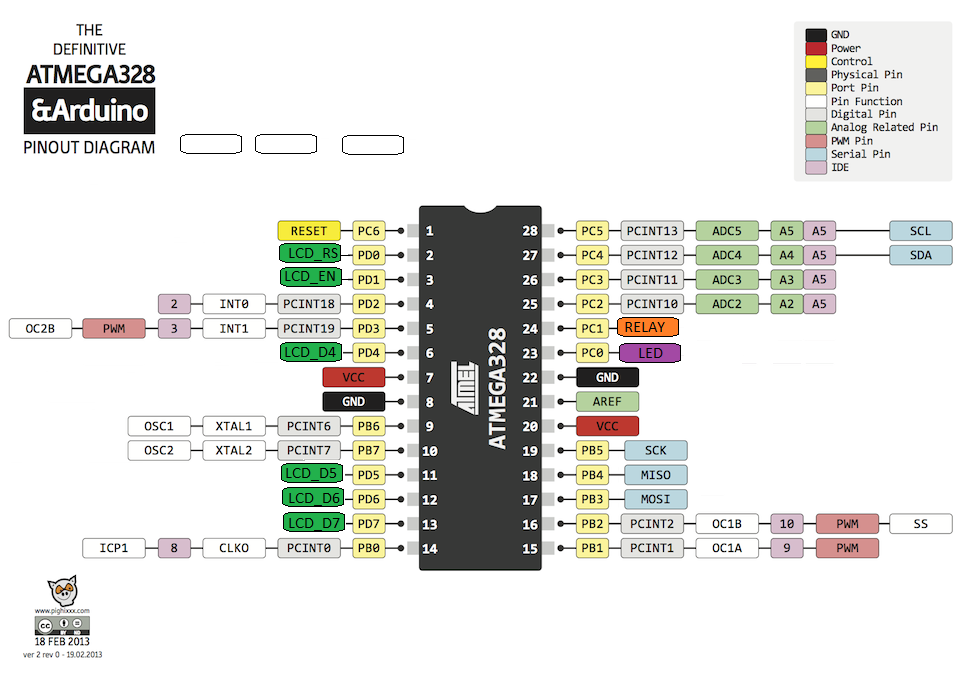 THE
DEFINITIVE
ATMEGA328
&Arduino
PINOUT DIAGRAM
GND
Power
Control
Physical Pin
Port Pin
Pin Function
Digital Pin
Analog Related Pin
PWM Pin
Serial Pin
IDE
RESET PC6 1 28 PC5 PCINT13 ADC5 A5 A5 SCL
LCD_RS PD0 2 27 PC4 PCINT12 ADC4 A4 A5 SDA
LCD_EN PD1 3 26 PC3 PCINT11 ADC3 A3 A5
2 INT0 PCINT18 PD2 4 25 PC2 PCINT10 ADC2 A2 A5
OC2B PWM 3 INT1 PCINT19 PD3 5 24 PC1 RELAY
LCD_D4 PD4 6 23 PC0 LED
VCC 7 22 GND
GND 8 21 AREF
OSC1 XTAL1 PCINT6 PB6 9 20 VCC
OSC2 XTAL2 PCINT7 PB7 10 19 PB5 SCK
LCD_D5 PD5 11 18 PB4 MISO
LCD_D6 PD6 12 17 PB3 MOSI
LCD_D7 PD7 13 16 PB2 PCINT2 OC1B 10 PWM SS
ICP1 8 CLKO PCINT0 PB0 14 15 PB1 PCINT1 OC1A 9 PWM
ATMEL
ATMEGA328
www.pighixxx.com
cc
BY ND
18 FEB 2013
ver 2 rev 0 - 19.02.2013